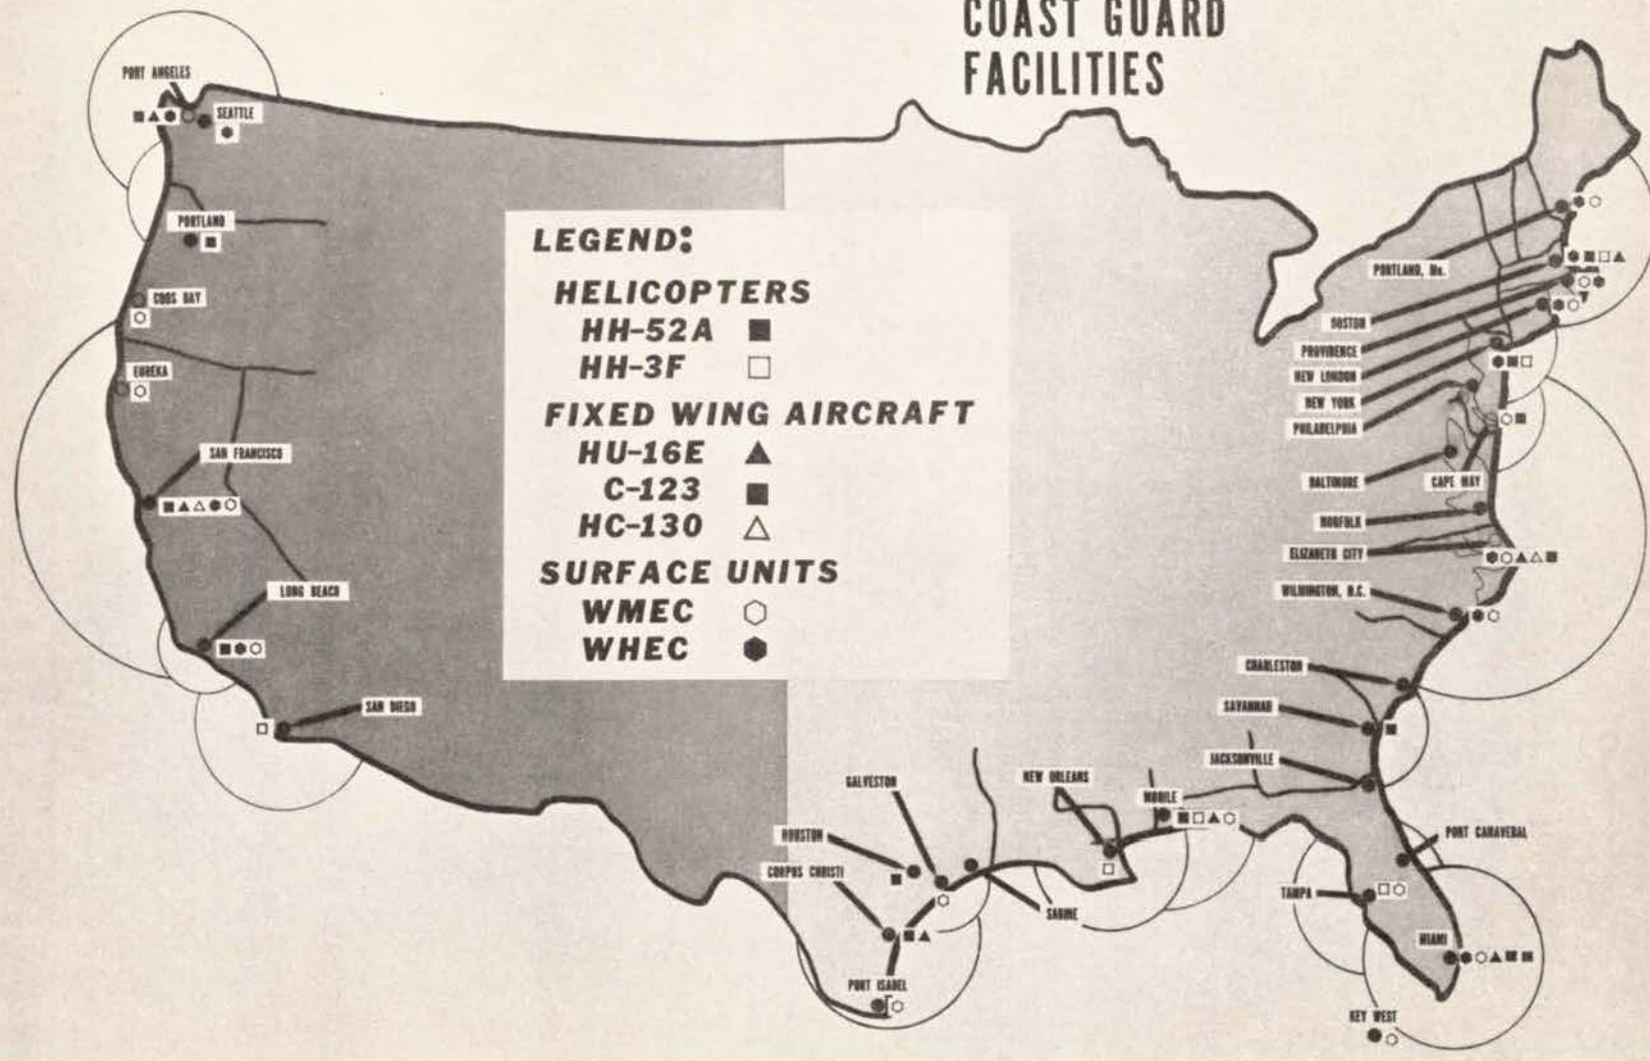 COAST GUARD
FACILITIES
PORT ANGELES
SEATTLE
PORTLAND
COOS BAY
EUREKA
SAN FRANCISCO
LONG BEACH
SAN DIEGO
LEGEND:
HELICOPTERS
HH-52A
HH-3F
FIXED WING AIRCRAFT
HU-16E
C-123
HC-130
SURFACE UNITS
WMEC
WHEC
PORTLAND, Me.
BOSTON
PROVIDENCE
NEW LONDON
NEW YORK
PHILADELPHIA
BALTIMORE
CAPE MAY
NORFOLK
ELIZABETH CITY
WILMINGTON, N.C.
CHARLESTON
SAVANNAH
JACKSONVILLE
GALVESTON
NEW ORLEANS
MOBILE
HOUSTON
CORPUS CHRISTI
SABINE
PORT CANAVERAL
TAMPA
MIAMI
PORT ISABEL
KEY WEST